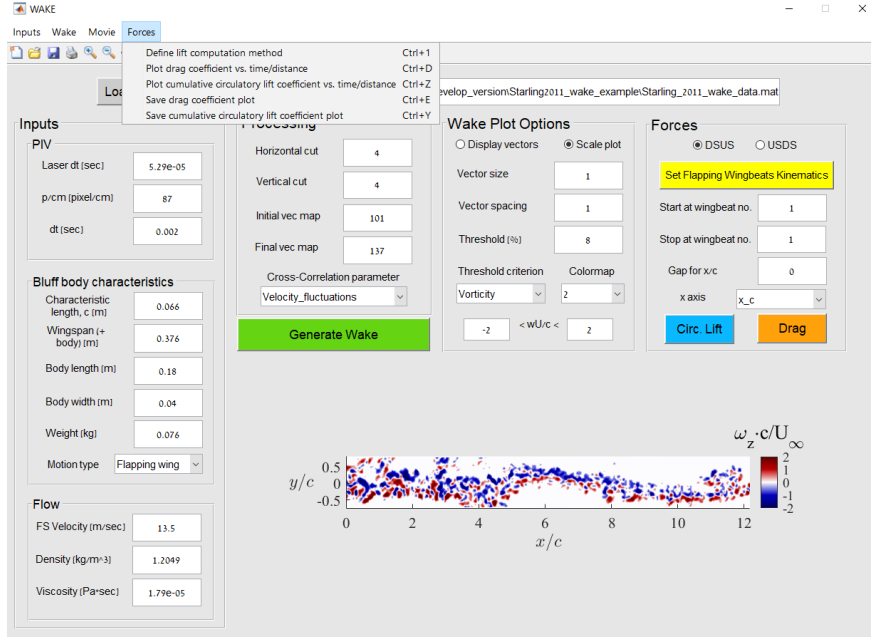 WAKE
Inputs Wake Movie Forces
Define lift computation method Ctrl+1
Plot drag coefficient vs. time/distance Ctrl+D
Plot cumulative circulatory lift coefficient vs. time/distance Ctrl+Z
Save drag coefficient plot Ctrl+E
Save cumulative circulatory lift coefficient plot Ctrl+Y
evelop_version\Starling2011_wake_example\Starling_2011_wake_data.mat
Inputs
PIV
Laser dt [sec] 5.29e-05
p/cm [pixel/cm] 87
dt [sec] 0.002
Bluff body characteristics
Characteristic
length, c [m] 0.066
Wingspan (+
body) [m] 0.376
Body length [m] 0.18
Body width [m] 0.04
Weight [kg] 0.076
Motion type Flapping wing
Flow
FS Velocity [m/sec] 13.5
Density [kg/m^3] 1.2049
Viscosity [Pa*sec] 1.79e-05
Processing
Horizontal cut 4
Vertical cut 4
Initial vec map 101
Final vec map 137
Cross-Correlation parameter
Velocity_fluctuations
Generate Wake
Wake Plot Options
Display vectors Scale plot
Vector size 1
Vector spacing 1
Threshold [%] 8
Threshold criterion Colormap
Vorticity 2
-2 < wU/c < 2
Forces
DSUS USDS
Set Flapping Wingbeats Kinematics
Start at wingbeat no. 1
Stop at wingbeat no. 1
Gap for x/c 0
x axis x_c
Circ. Lift Drag
ω_z·c/U_∞
2
1
0
-1
-2
y/c
0.5
0
-0.5
0 2 4 6 8 10 12
x/c